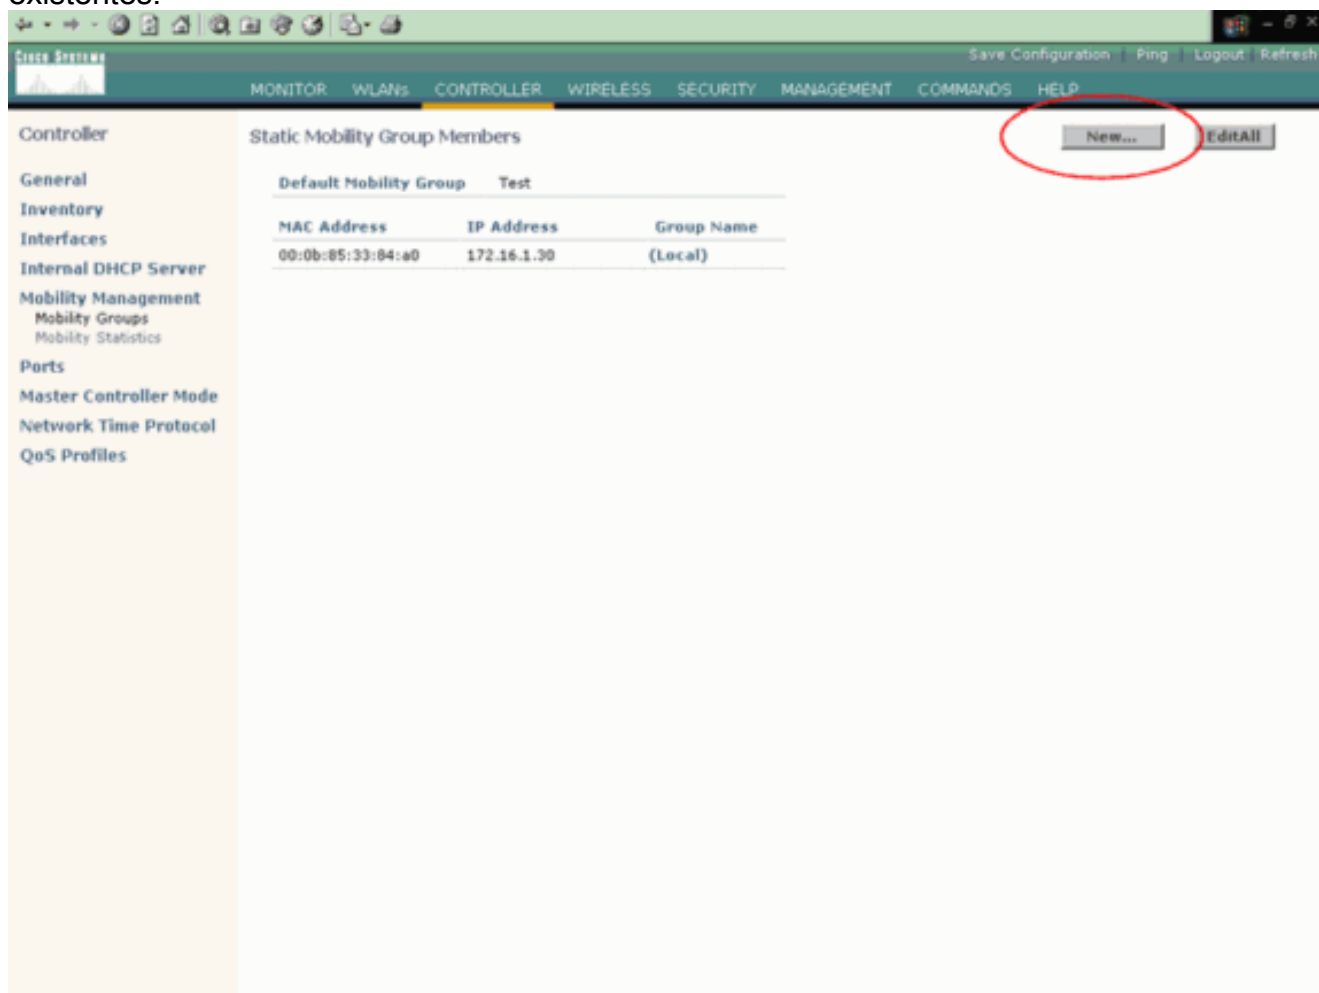 existentes.
CISCO SYSTEMS
Save Configuration | Ping | Logout | Refresh
MONITOR WLANs CONTROLLER WIRELESS SECURITY MANAGEMENT COMMANDS HELP
Controller
General
Inventory
Interfaces
Internal DHCP Server
Mobility Management
Mobility Groups
Mobility Statistics
Ports
Master Controller Mode
Network Time Protocol
QoS Profiles
Static Mobility Group Members
New...
EditAll
Default Mobility Group Test
MAC Address IP Address Group Name
00:0b:85:33:84:a0 172.16.1.30 (Local)